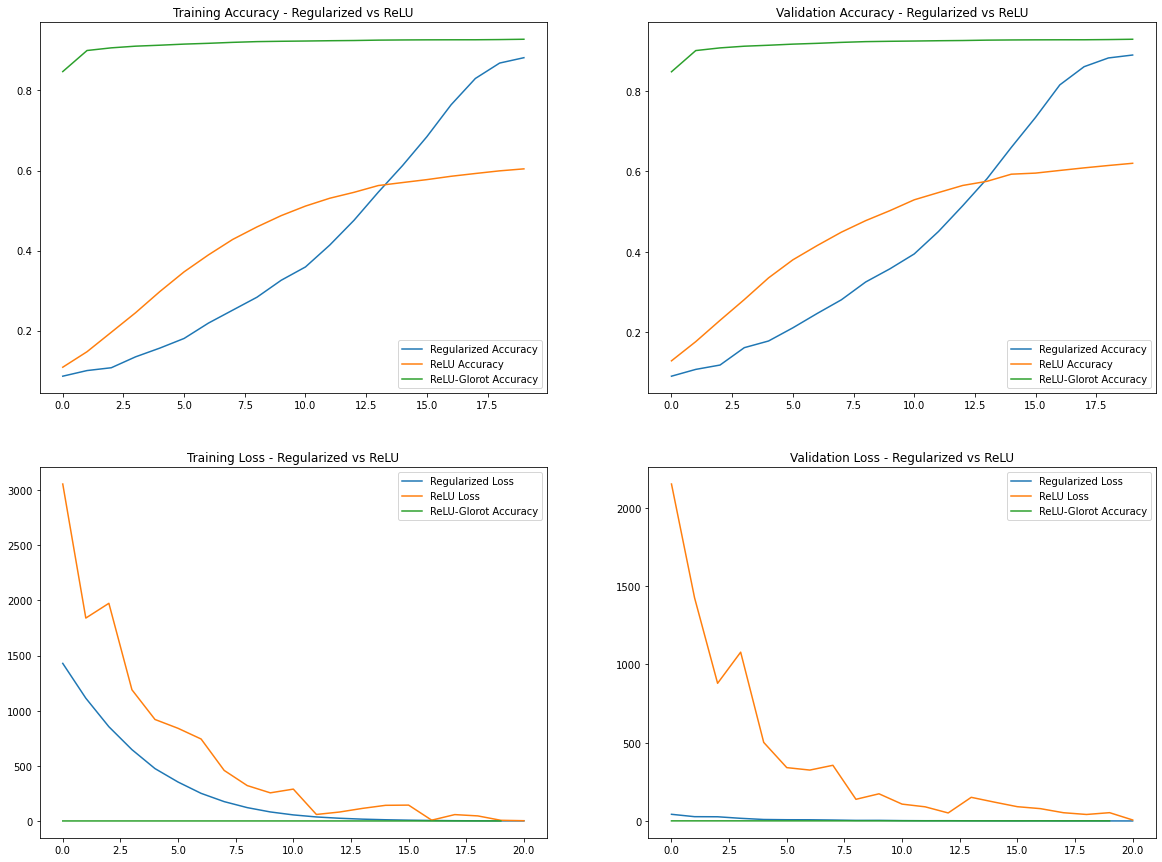 Training Accuracy - Regularized vs ReLU
0.8
0.6
0.4
0.2
Regularized Accuracy
ReLU Accuracy
ReLU-Glorot Accuracy
0.0 2.5 5.0 7.5 10.0 12.5 15.0 17.5
Validation Accuracy - Regularized vs ReLU
0.8
0.6
0.4
0.2
Regularized Accuracy
ReLU Accuracy
ReLU-Glorot Accuracy
0.0 2.5 5.0 7.5 10.0 12.5 15.0 17.5
Training Loss - Regularized vs ReLU
Regularized Loss
ReLU Loss
ReLU-Glorot Accuracy
3000
2500
2000
1500
1000
500
0
0.0 2.5 5.0 7.5 10.0 12.5 15.0 17.5 20.0
Validation Loss - Regularized vs ReLU
Regularized Loss
ReLU Loss
ReLU-Glorot Accuracy
2000
1500
1000
500
0
0.0 2.5 5.0 7.5 10.0 12.5 15.0 17.5 20.0